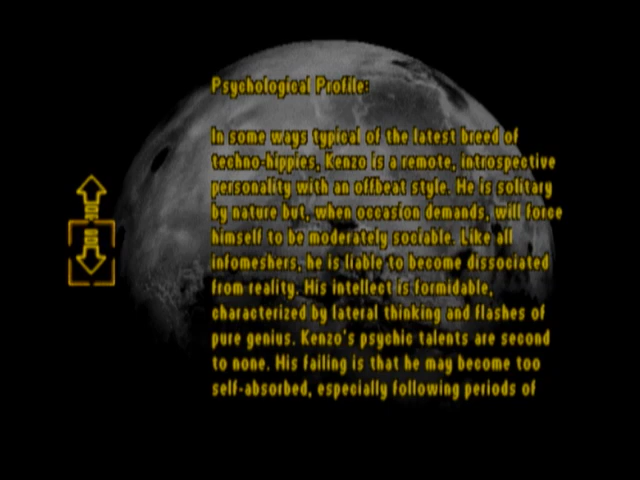 Psychological Profile:
In some ways typical of the latest breed of
techno-hippies, Kenzo is a remote, introspective
personality with an offbeat style. He is solitary
by nature but, when occasion demands, will force
himself to be moderately sociable. Like all
infomeshers, he is liable to become dissociated
from reality. His intellect is formidable,
characterized by lateral thinking and flashes of
pure genius. Kenzo's psychic talents are second
to none. His failing is that he may become too
self-absorbed, especially following periods of